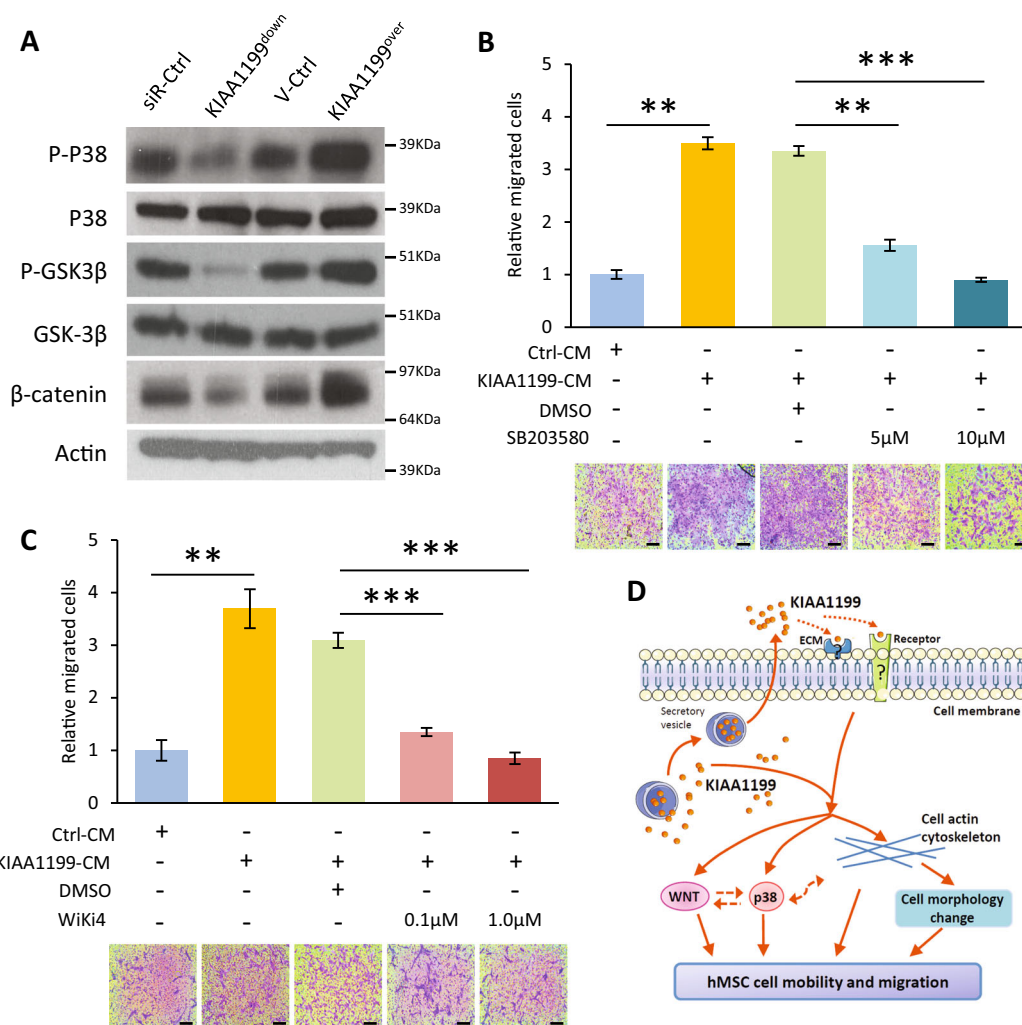 A
siR-Ctrl
KIAA1199down
V-Ctrl
KIAA1199over
P-P38
39KDa
P38
39KDa
P-GSK3β
51KDa
GSK-3β
51KDa
β-catenin
97KDa
64KDa
Actin
39KDa
B
Relative migrated cells
5
4
3
2
1
0
**
**
***
Ctrl-CM + - - - -
KIAA1199-CM - + + + +
DMSO - - + - -
SB203580 - - - 5μM 10μM
C
Relative migrated cells
5
4
3
2
1
0
**
***
***
Ctrl-CM + - - - -
KIAA1199-CM - + + + +
DMSO - - + - -
WiKi4 - - - 0.1μM 1.0μM
D
KIAA1199
ECM
Receptor
?
?
Cell membrane
Secretory
vesicle
KIAA1199
Cell actin
cytoskeleton
WNT
p38
Cell morphology
change
hMSC cell mobility and migration